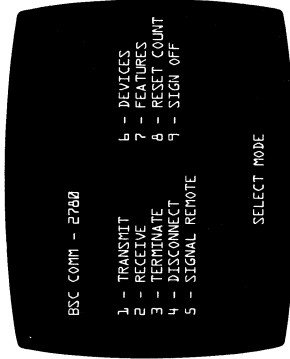 BSC COMM - 2780
1 - TRANSMIT 6 - DEVICES
2 - RECEIVE 7 - FEATURES
3 - TERMINATE 8 - RESET COUNT
4 - DISCONNECT 9 - SIGN OFF
5 - SIGNAL REMOTE
SELECT MODE